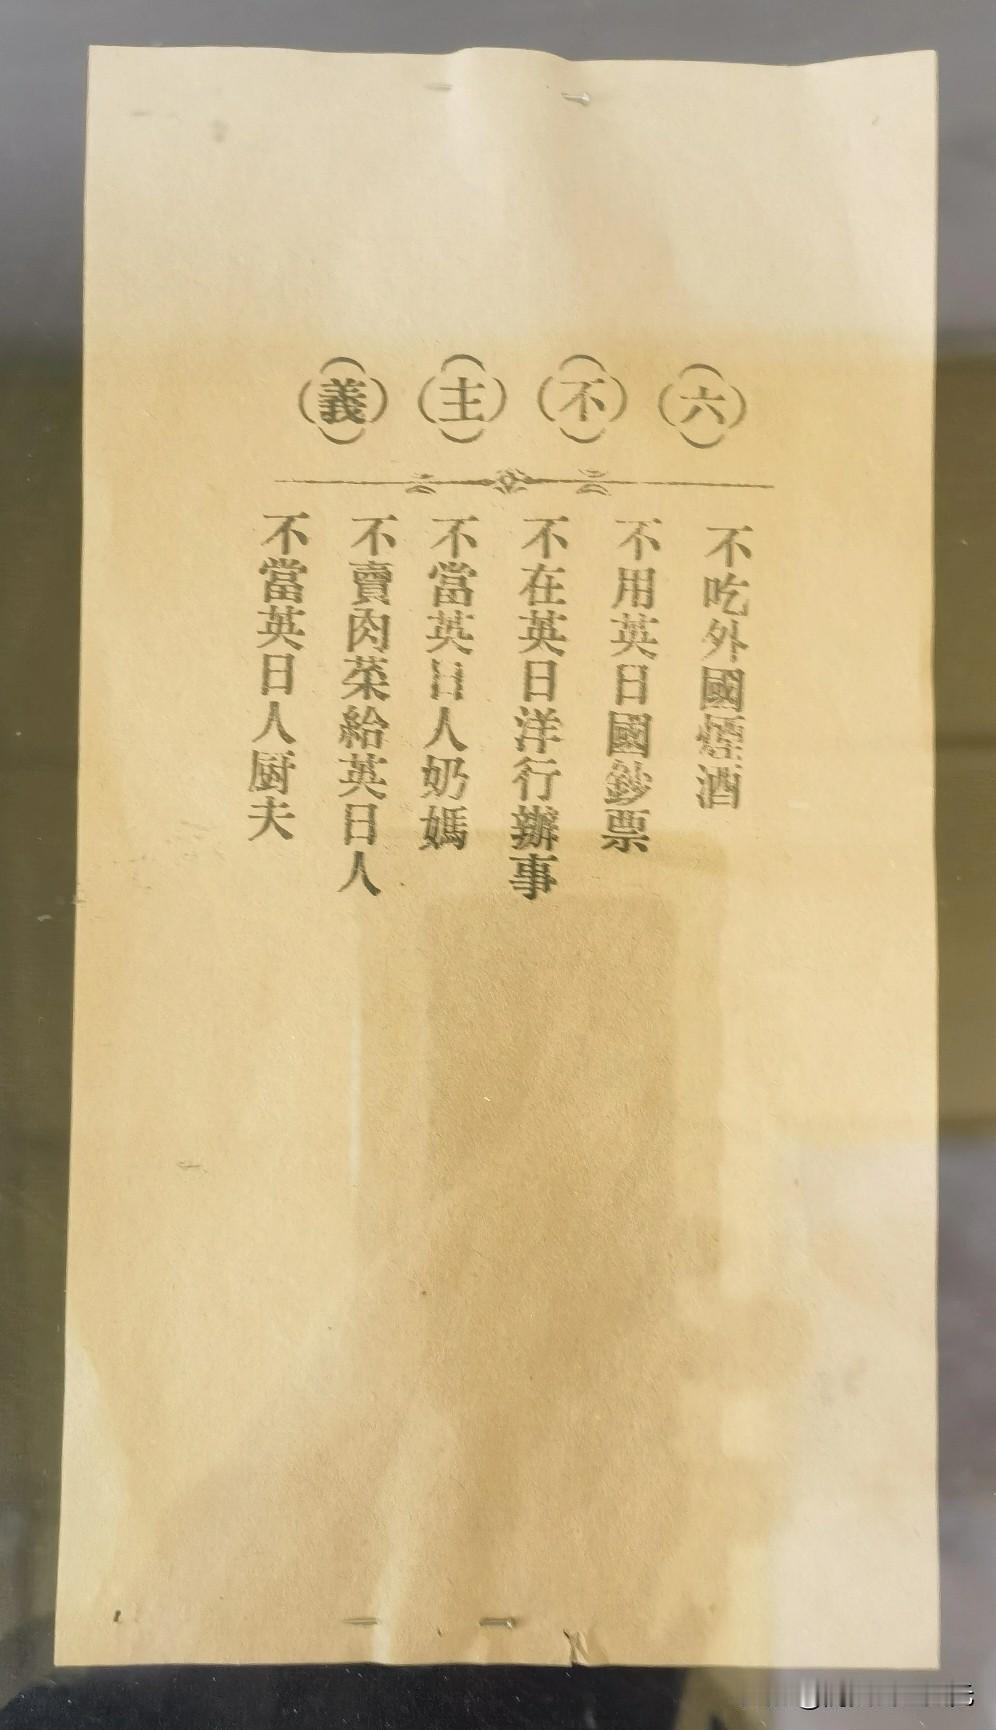 六不主義
不吃外國煙酒
不用英日國鈔票
不在英日洋行辦事
不當英日人奶媽
不賣肉菜給英日人
不當英日人厨夫